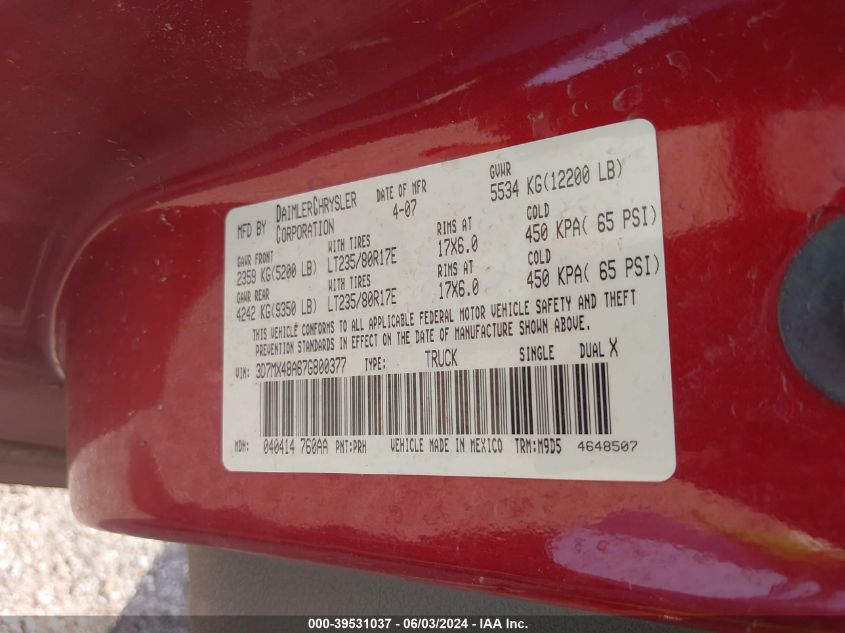 MFD BY DAIMLERCHRYSLER CORPORATION
DATE OF MFR 4-07
GVWR 5534 KG(12200 LB)
GAWR FRONT WITH TIRES RIMS AT COLD
2359 KG(5200 LB) LT235/80R17E 17X6.0 450 KPA( 65 PSI)
GAWR REAR WITH TIRES RIMS AT COLD
4242 KG(9350 LB) LT235/80R17E 17X6.0 450 KPA( 65 PSI)
THIS VEHICLE CONFORMS TO ALL APPLICABLE FEDERAL MOTOR VEHICLE SAFETY AND THEFT
PREVENTION STANDARDS IN EFFECT ON THE DATE OF MANUFACTURE SHOWN ABOVE.
VIN: 3D7MX48A67G800377 TYPE: TRUCK SINGLE DUAL X
MDH: 040414 760AA PNT:PRH VEHICLE MADE IN MEXICO TRM:M9D5 4648507
000-39531037 - 06/03/2024 - IAA Inc.